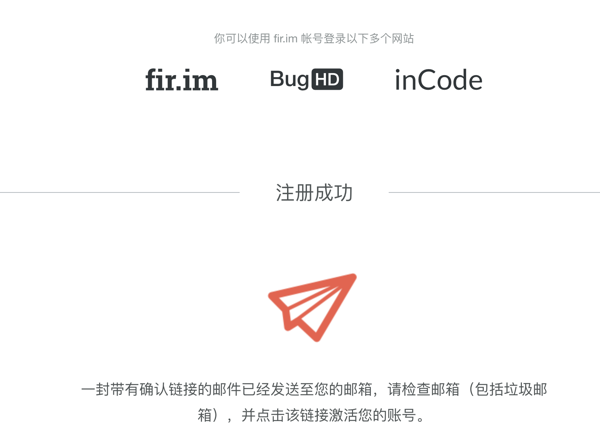 你可以使用 fir.im 帐号登录以下多个网站
fir.im BugHD inCode
注册成功
一封带有确认链接的邮件已经发送至您的邮箱，请检查邮箱（包括垃圾邮
箱），并点击该链接激活您的账号。